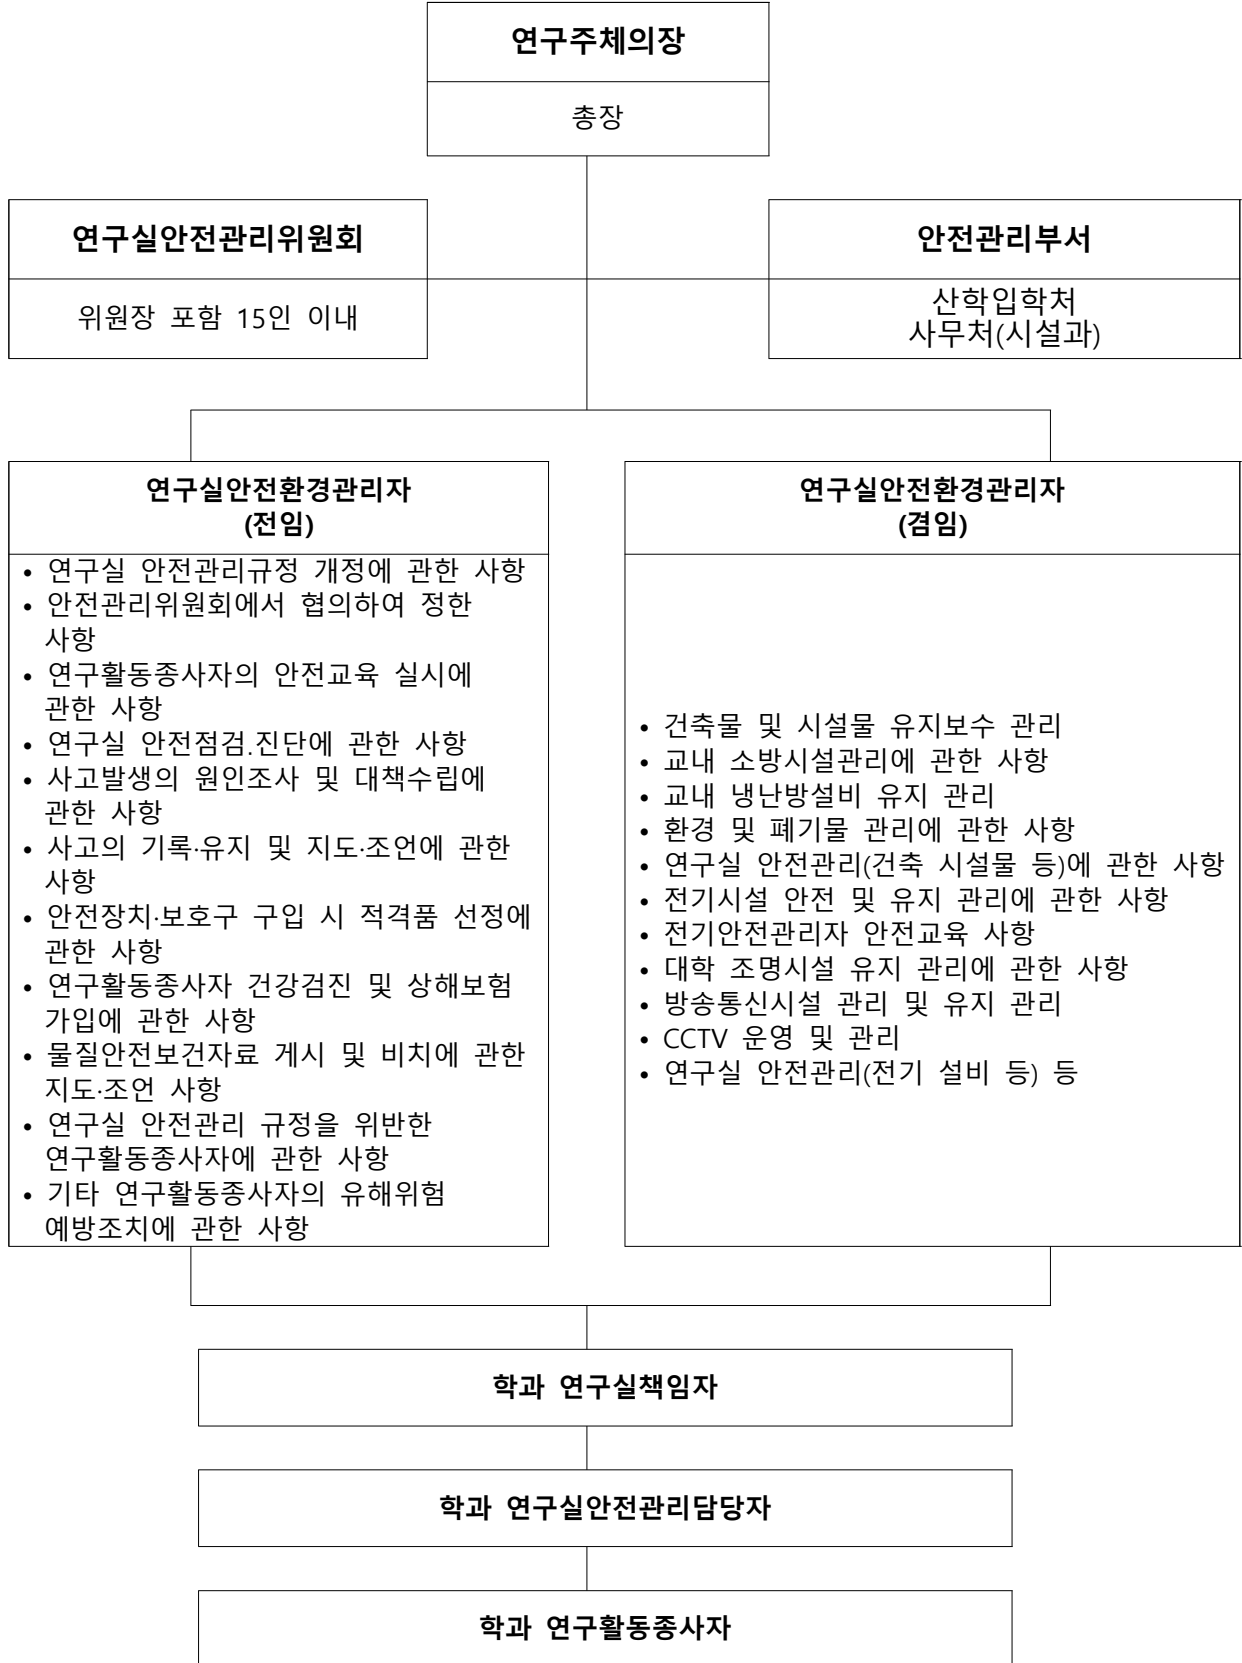 연구주체의장
총장
연구실안전관리위원회
위원장 포함 15인 이내
안전관리부서
산학입학처
사무처(시설과)
연구실안전환경관리자
(전임)
• 연구실 안전관리규정 개정에 관한 사항
• 안전관리위원회에서 협의하여 정한
사항
• 연구활동종사자의 안전교육 실시에
관한 사항
• 연구실 안전점검.진단에 관한 사항
• 사고발생의 원인조사 및 대책수립에
관한 사항
• 사고의 기록·유지 및 지도·조언에 관한
사항
• 안전장치·보호구 구입 시 적격품 선정에
관한 사항
• 연구활동종사자 건강검진 및 상해보험
가입에 관한 사항
• 물질안전보건자료 게시 및 비치에 관한
지도·조언 사항
• 연구실 안전관리 규정을 위반한
연구활동종사자에 관한 사항
• 기타 연구활동종사자의 유해위험
예방조치에 관한 사항
연구실안전환경관리자
(겸임)
• 건축물 및 시설물 유지보수 관리
• 교내 소방시설관리에 관한 사항
• 교내 냉난방설비 유지 관리
• 환경 및 폐기물 관리에 관한 사항
• 연구실 안전관리(건축 시설물 등)에 관한 사항
• 전기시설 안전 및 유지 관리에 관한 사항
• 전기안전관리자 안전교육 사항
• 대학 조명시설 유지 관리에 관한 사항
• 방송통신시설 관리 및 유지 관리
• CCTV 운영 및 관리
• 연구실 안전관리(전기 설비 등) 등
학과 연구실책임자
학과 연구실안전관리담당자
학과 연구활동종사자